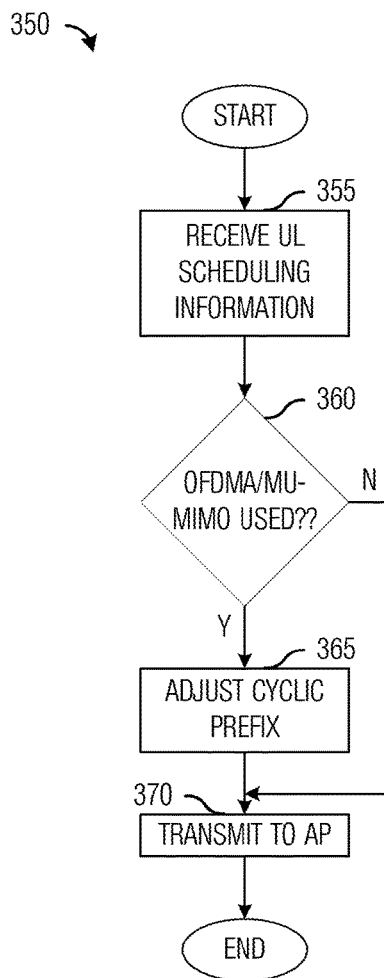 350
START
355
RECEIVE UL
SCHEDULING
INFORMATION
360
OFDMA/MU-
MIMO USED??
N
Y
365
ADJUST CYCLIC
PREFIX
370
TRANSMIT TO AP
END